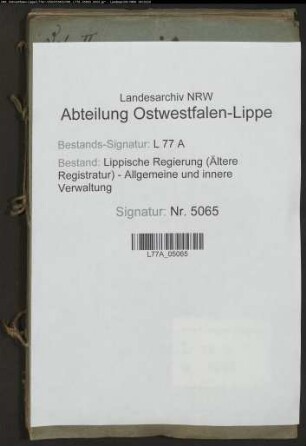 Landesarchiv NRW
Abteilung Ostwestfalen-Lippe
Bestands-Signatur: L 77 A
Bestand: Lippische Regierung (Ältere
Registratur) - Allgemeine und innere
Verwaltung
Signatur: Nr. 5065
L77A_05065